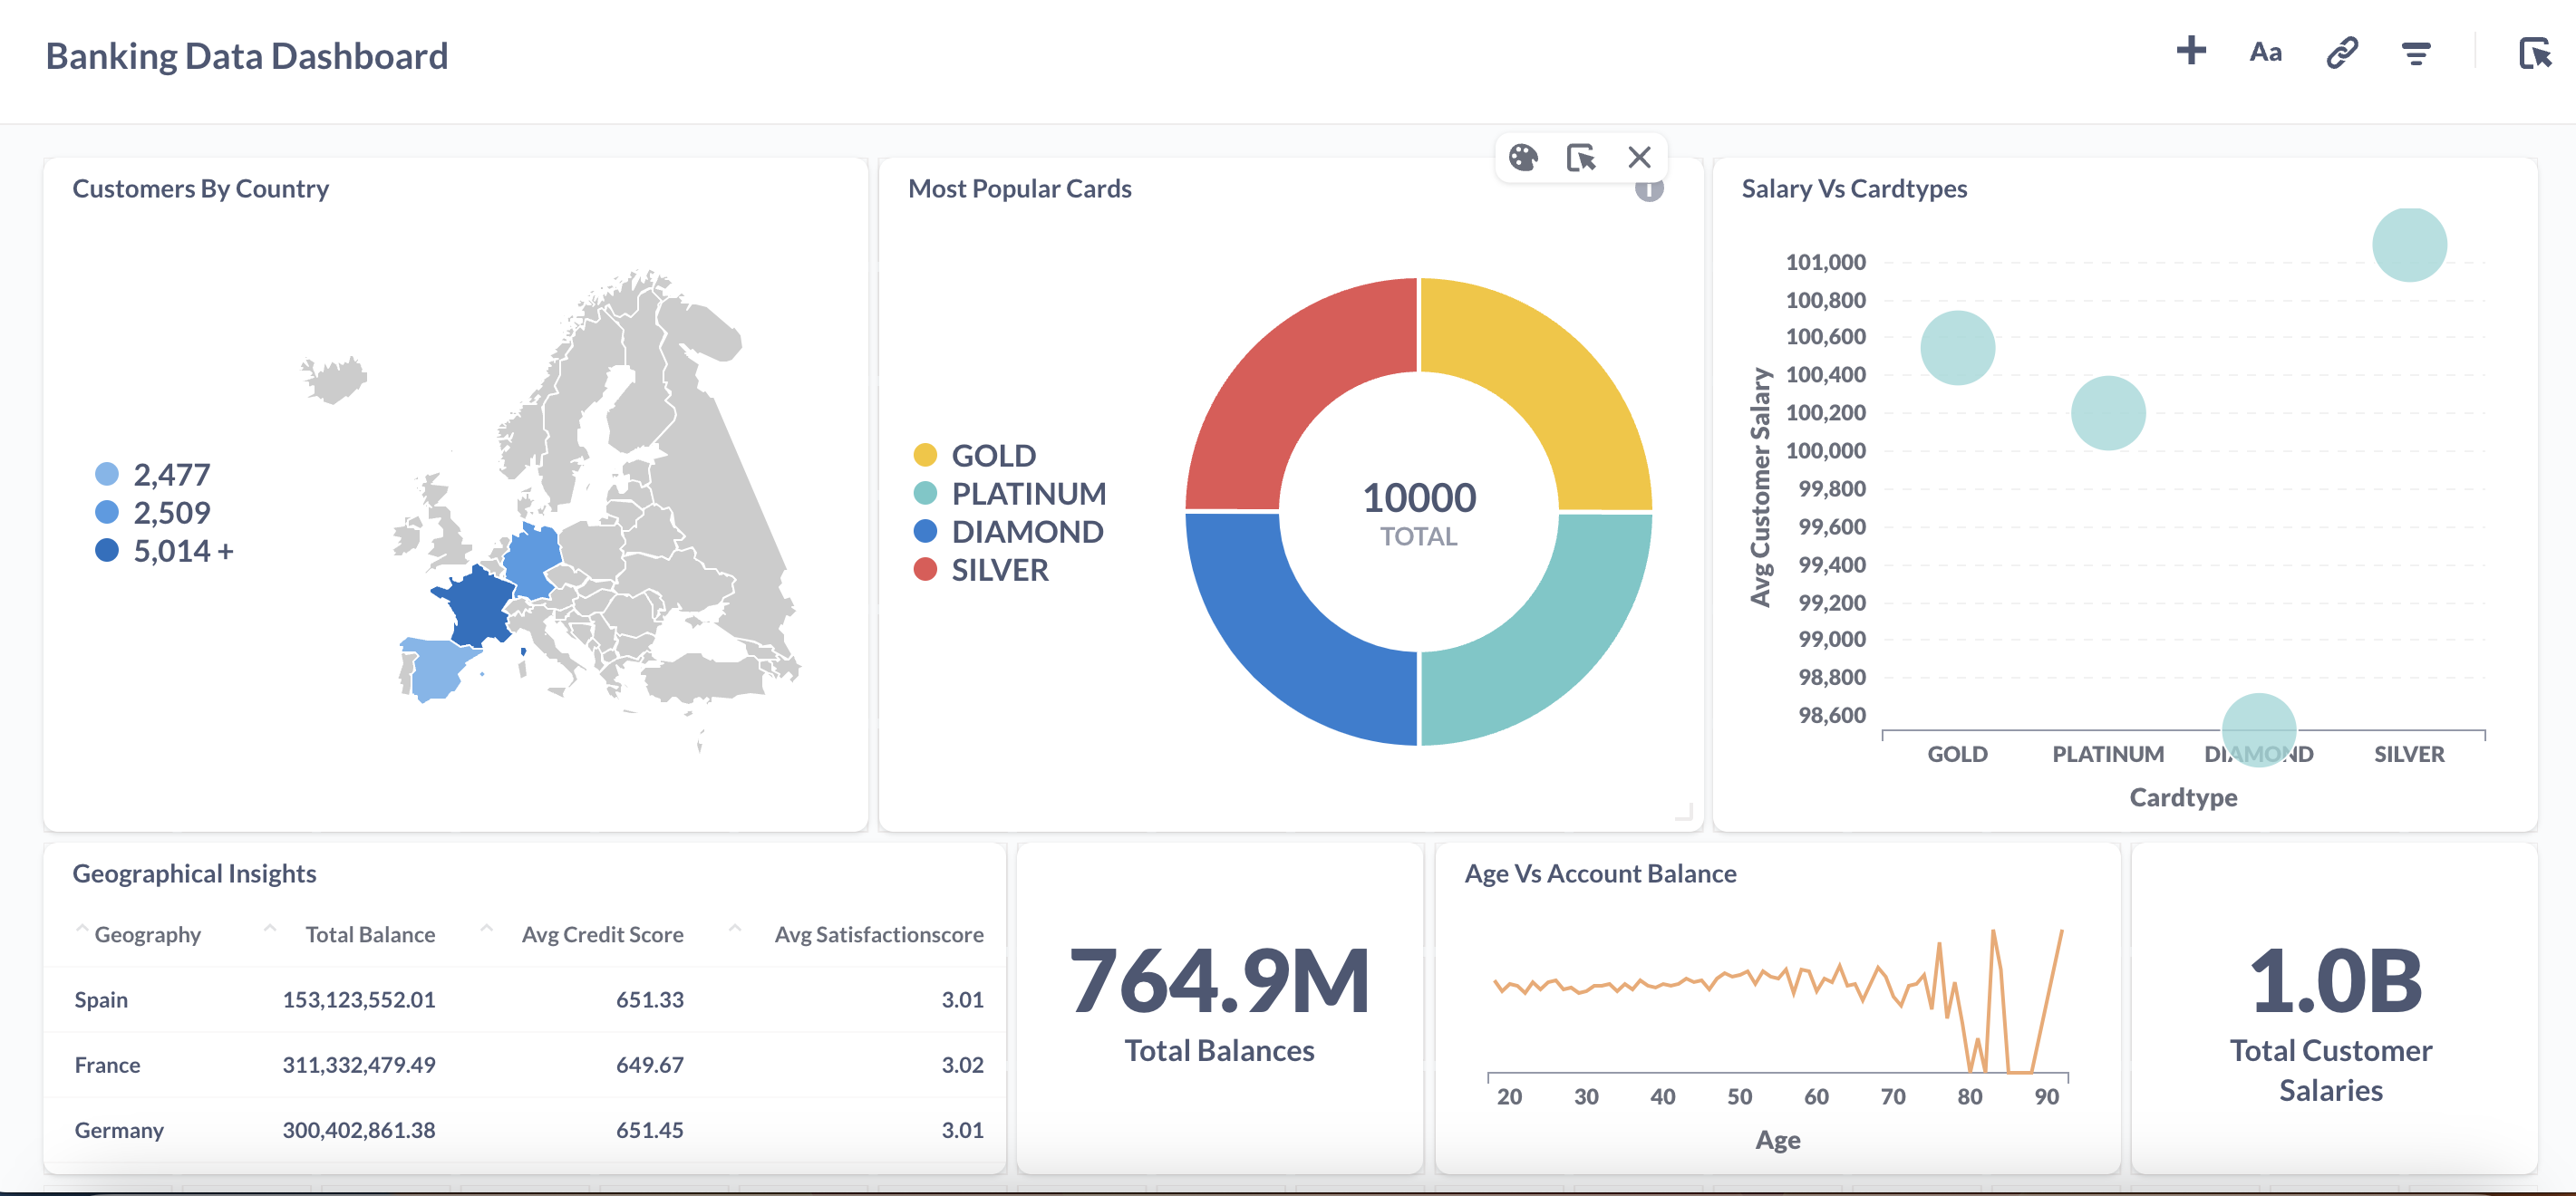 Banking Data Dashboard
Aa
Customers By Country
2,477
2,509
5,014 +
Most Popular Cards
GOLD
PLATINUM
DIAMOND
SILVER
10000
TOTAL
Salary Vs Cardtypes
Avg Customer Salary
101,000
100,800
100,600
100,400
100,200
100,000
99,800
99,600
99,400
99,200
99,000
98,800
98,600
GOLD PLATINUM DIAMOND SILVER
Cardtype
Geographical Insights
Geography Total Balance Avg Credit Score Avg Satisfactionscore
Spain 153,123,552.01 651.33 3.01
France 311,332,479.49 649.67 3.02
Germany 300,402,861.38 651.45 3.01
764.9M
Total Balances
Age Vs Account Balance
20 30 40 50 60 70 80 90
Age
1.0B
Total Customer
Salaries